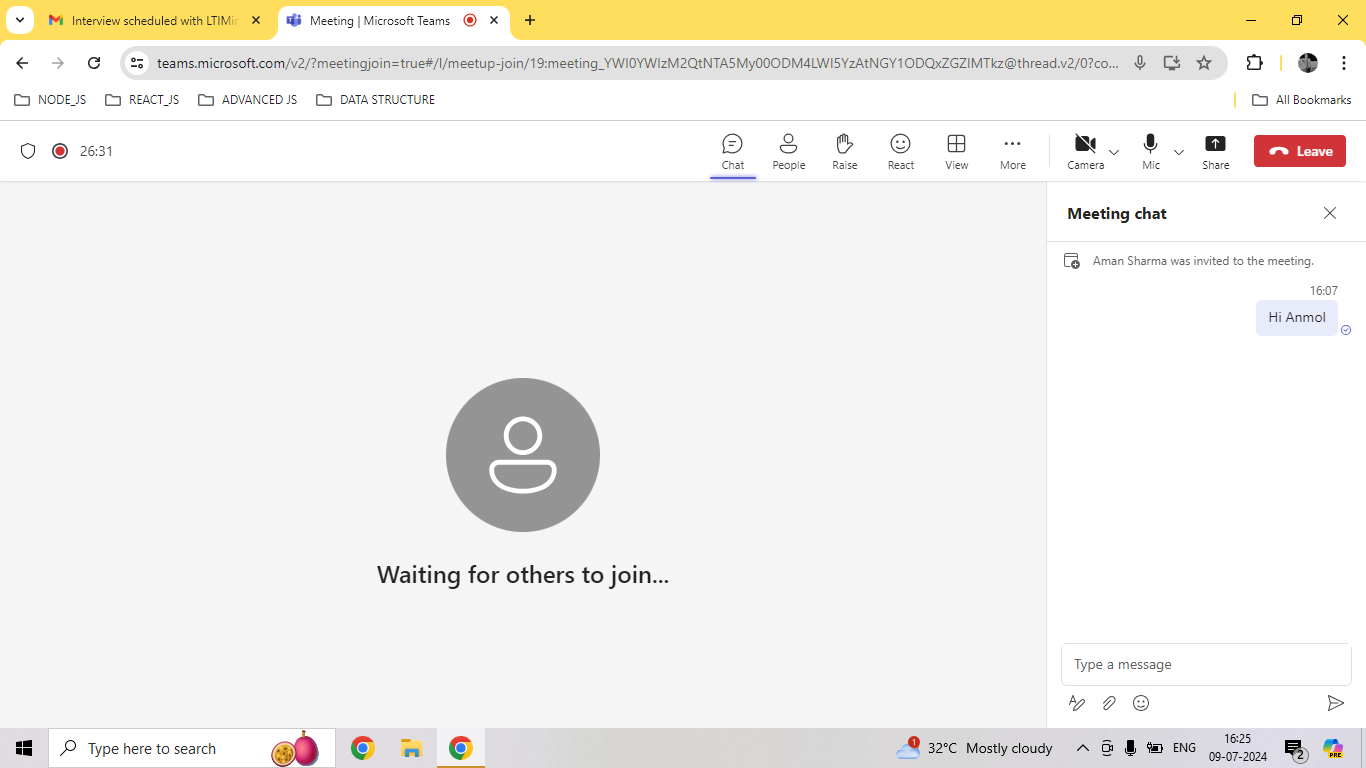 Interview scheduled with LTIMin
Meeting | Microsoft Teams
teams.microsoft.com/v2/?meetingjoin=true#/l/meetup-join/19:meeting_YWI0YWIzM2QtNTA5My00ODM4LWI5YzAtNGY1ODQxZGZlMTkz@thread.v2/0?co...
NODE_JS REACT_JS ADVANCED JS DATA STRUCTURE All Bookmarks
26:31
Chat People Raise React View More Camera Mic Share Leave
Meeting chat
Aman Sharma was invited to the meeting.
16:07
Hi Anmol
Waiting for others to join...
Type a message
Type here to search
1
32°C Mostly cloudy
ENG
16:25
09-07-2024
2
PRE